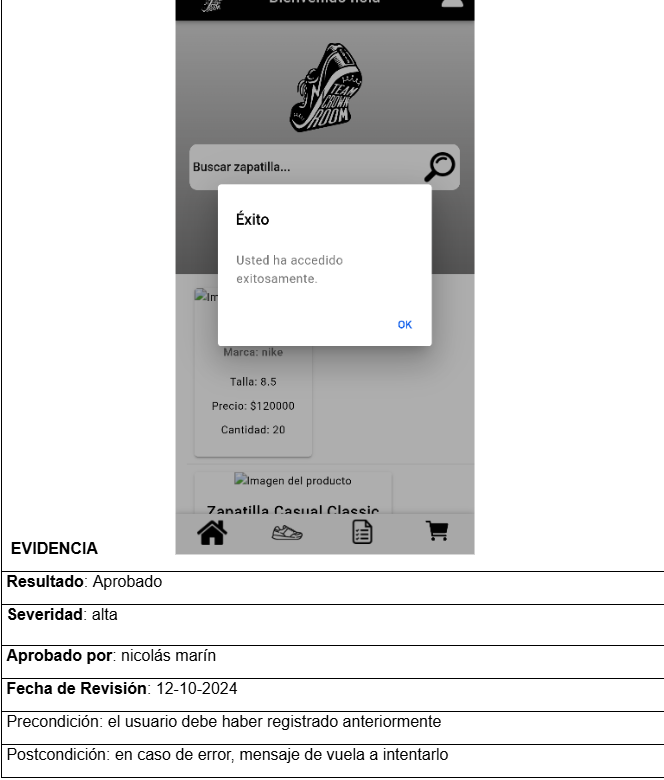 Bienvenido hola
TEAM
CROWN
ROOM
Buscar zapatilla...
Éxito
Usted ha accedido
exitosamente.
OK
Im
Marca: nike
Talla: 8.5
Precio: $120000
Cantidad: 20
Imagen del producto
Zapatilla Casual Classic
EVIDENCIA
Resultado: Aprobado
Severidad: alta
Aprobado por: nicolás marín
Fecha de Revisión: 12-10-2024
Precondición: el usuario debe haber registrado anteriormente
Postcondición: en caso de error, mensaje de vuela a intentarlo